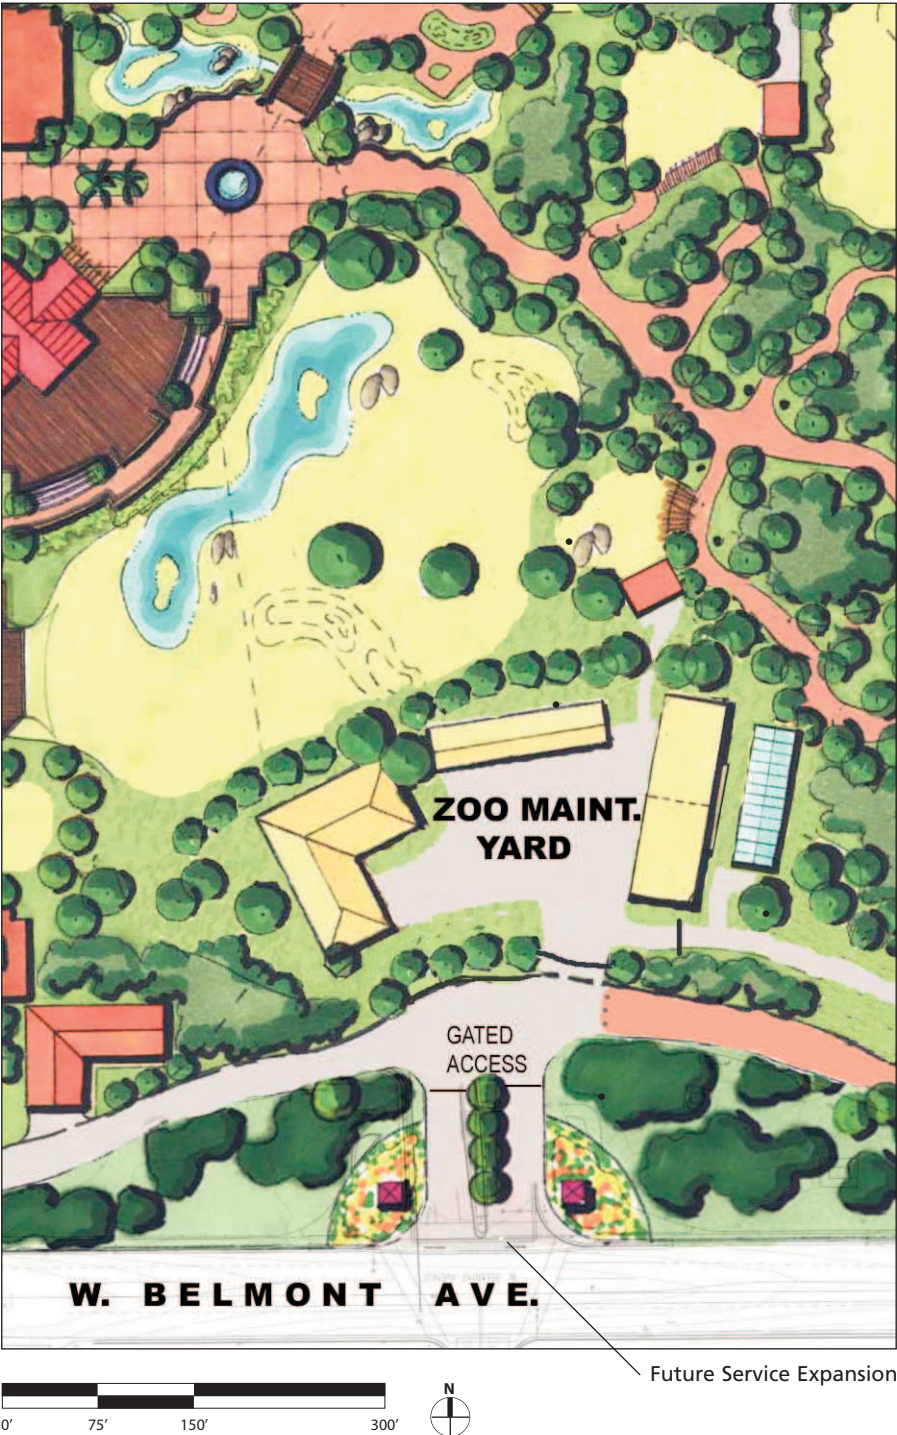 ZOO MAINT.
YARD
GATED
ACCESS
W. BELMONT AVE.
Future Service Expansion
N
0' 75' 150' 300'